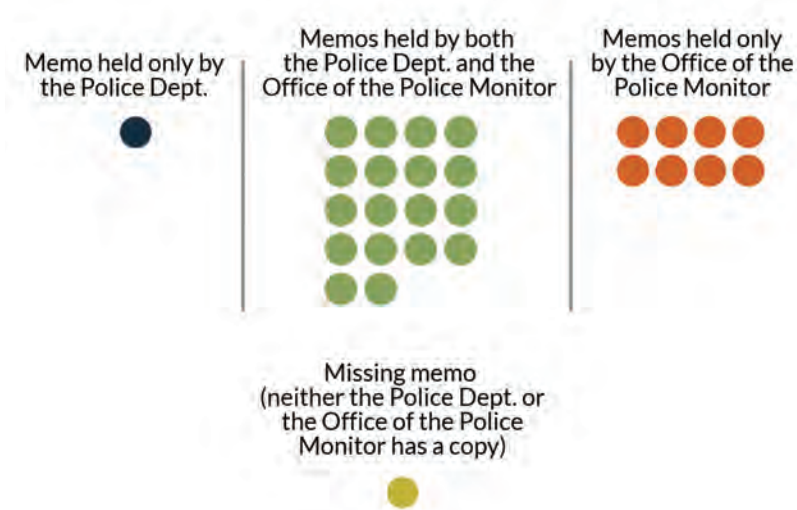 Memo held only by
the Police Dept.
Memos held by both
the Police Dept. and the
Office of the Police Monitor
Memos held only
by the Office of the
Police Monitor
Missing memo
(neither the Police Dept. or
the Office of the Police
Monitor has a copy)